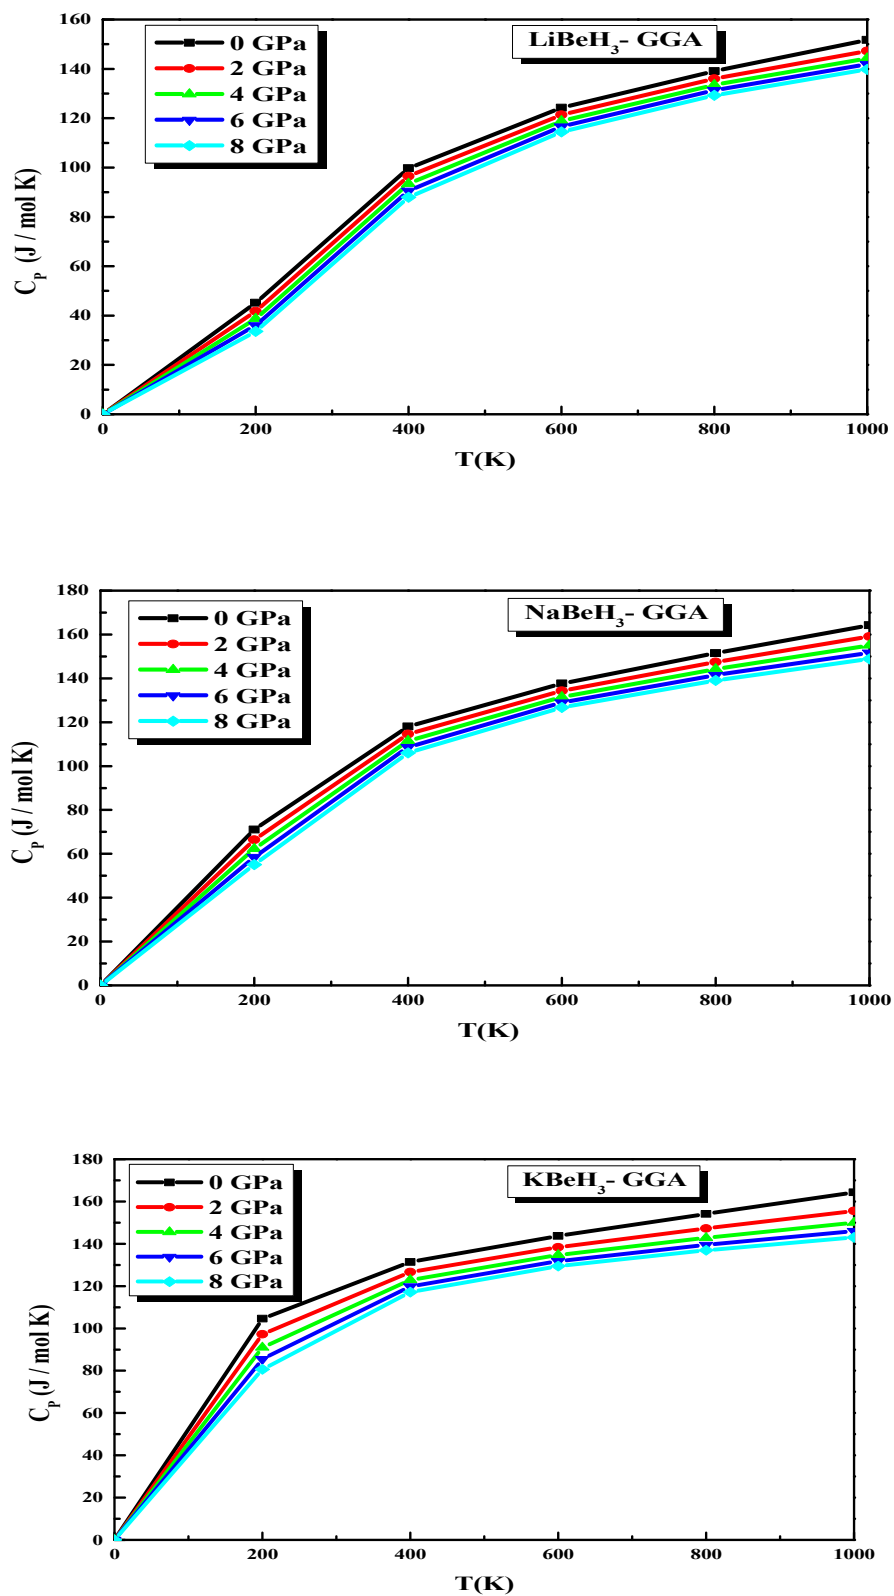 160
140
120
100
80
60
40
20
0
C_P (J / mol K)
0 GPa
2 GPa
4 GPa
6 GPa
8 GPa
LiBeH₃- GGA
0 200 400 600 800 1000
T(K)
180
160
140
120
100
80
60
40
20
0
C_P (J / mol K)
0 GPa
2 GPa
4 GPa
6 GPa
8 GPa
NaBeH₃- GGA
0 200 400 600 800 1000
T(K)
180
160
140
120
100
80
60
40
20
0
C_P (J / mol K)
0 GPa
2 GPa
4 GPa
6 GPa
8 GPa
KBeH₃- GGA
0 200 400 600 800 1000
T(K)